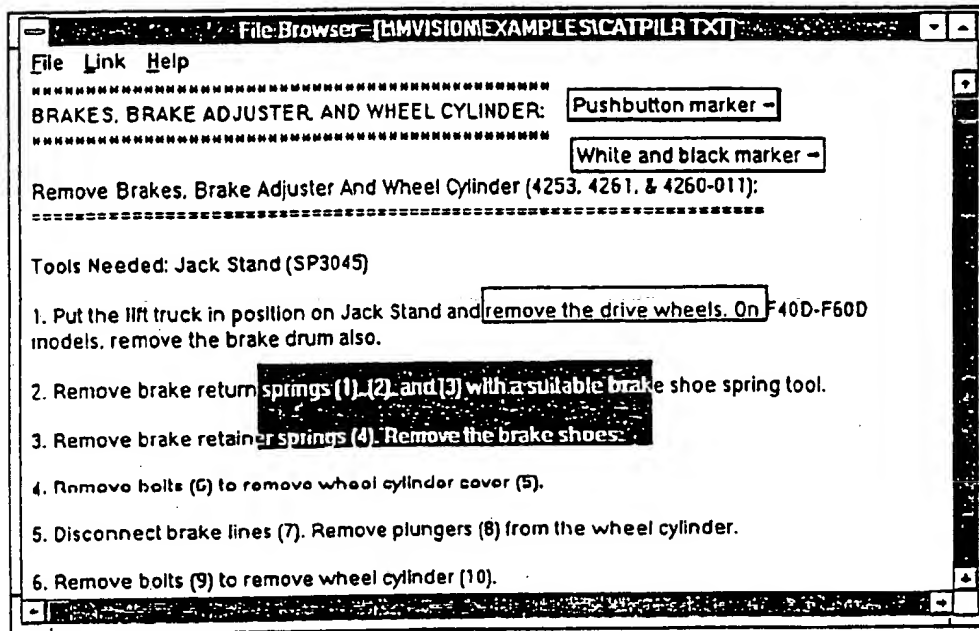 File Browser - [HMVISION\EXAMPLES\CATPILR TXT]
File Link Help
BRAKES, BRAKE ADJUSTER AND WHEEL CYLINDER:
Pushbutton marker -
White and black marker -
Remove Brakes, Brake Adjuster And Wheel Cylinder (4253, 4261, & 4260-011):
Tools Needed: Jack Stand (SP3045)
1. Put the lift truck in position on Jack Stand and remove the drive wheels. On F40D-F60D
models, remove the brake drum also.
2. Remove brake return springs (1), (2), and (3) with a suitable brake shoe spring tool.
3. Remove brake retainer springs (4). Remove the brake shoes.
4. Remove bolts (6) to remove wheel cylinder cover (5).
5. Disconnect brake lines (7). Remove plungers (8) from the wheel cylinder.
6. Remove bolts (9) to remove wheel cylinder (10).